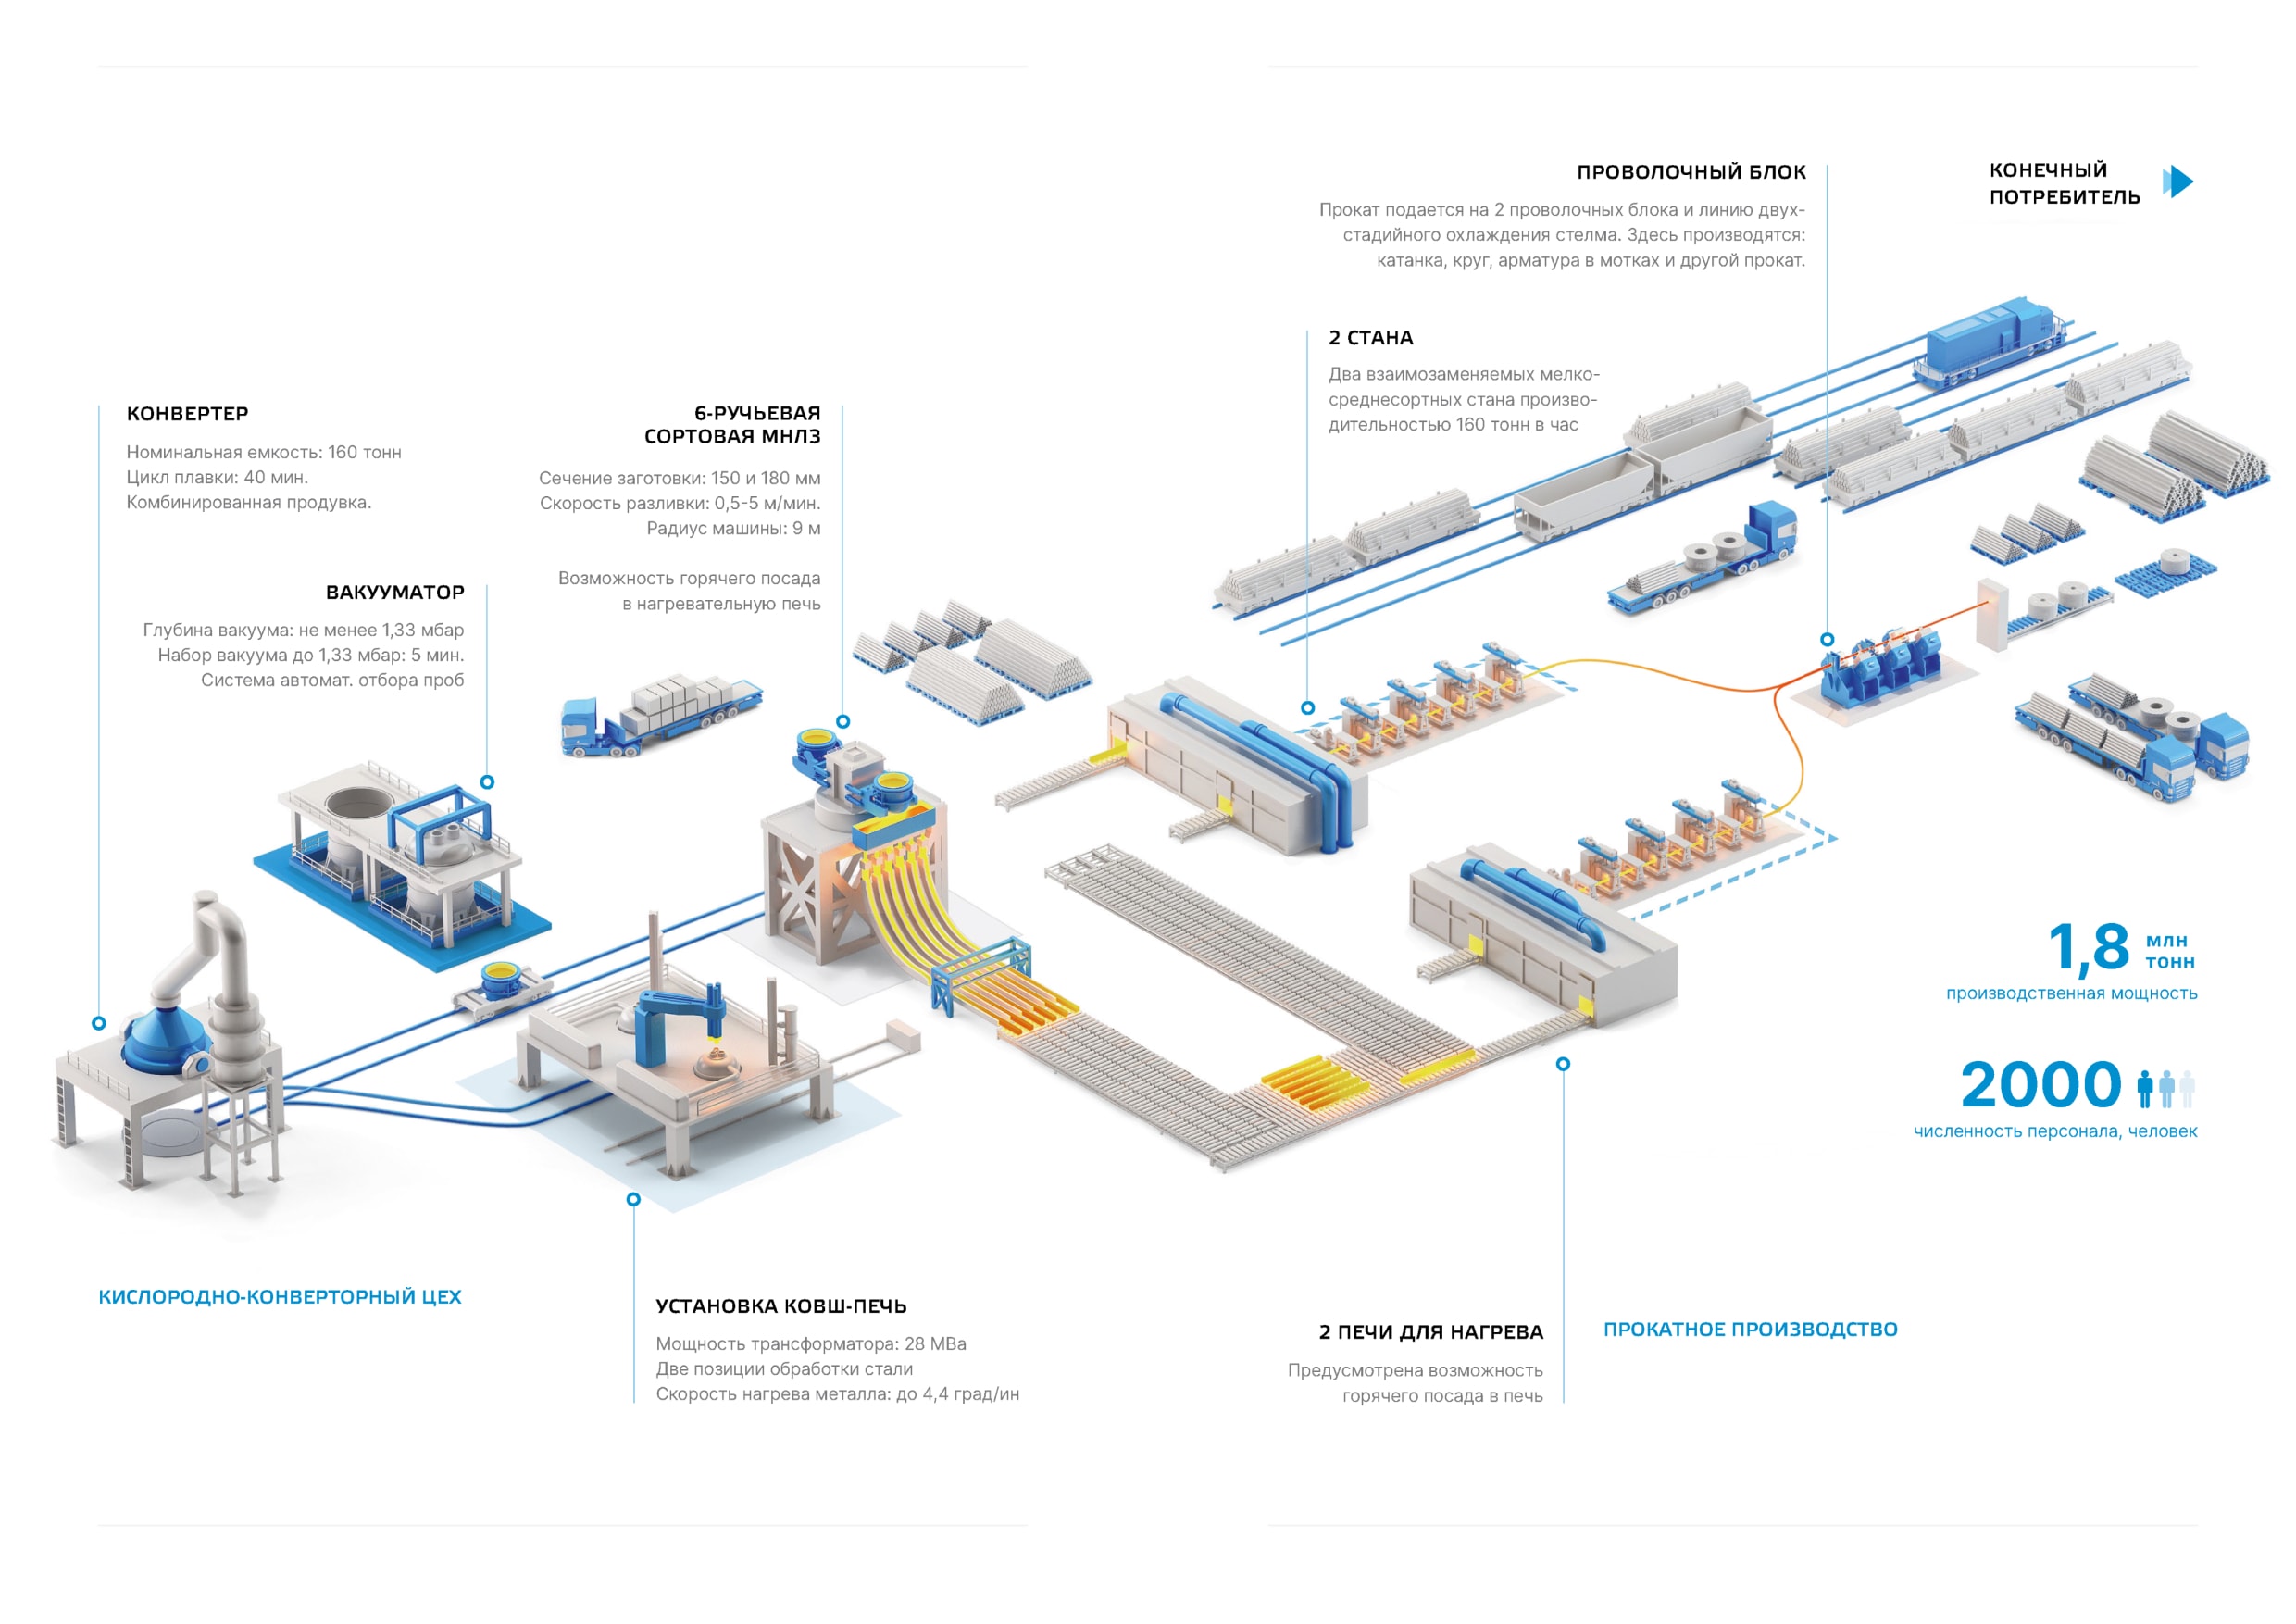 КОНВЕРТЕР
Номинальная емкость: 160 тонн
Цикл плавки: 40 мин.
Комбинированная продувка.
ВАКУУМАТОР
Глубина вакуума: не менее 1,33 мбар
Набор вакуума до 1,33 мбар: 5 мин.
Система автомат. отбора проб
6-РУЧЬЕВАЯ
СОРТОВАЯ МНЛЗ
Сечение заготовки: 150 и 180 мм
Скорость разливки: 0,5-5 м/мин.
Радиус машины: 9 м
Возможность горячего посада
в нагревательную печь
КИСЛОРОДНО-КОНВЕРТОРНЫЙ ЦЕХ
УСТАНОВКА КОВШ-ПЕЧЬ
Мощность трансформатора: 28 МВа
Две позиции обработки стали
Скорость нагрева металла: до 4,4 град/ин
ПРОВОЛОЧНЫЙ БЛОК
Прокат подается на 2 проволочных блока и линию двух-
стадийного охлаждения стелма. Здесь производятся:
катанка, круг, арматура в мотках и другой прокат.
КОНЕЧНЫЙ
ПОТРЕБИТЕЛЬ
2 СТАНА
Два взаимозаменяемых мелко-
среднесортных стана произво-
дительностью 160 тонн в час
1,8 млн
тонн
производственная мощность
2000
численность персонала, человек
2 ПЕЧИ ДЛЯ НАГРЕВА
Предусмотрена возможность
горячего посада в печь
ПРОКАТНОЕ ПРОИЗВОДСТВО